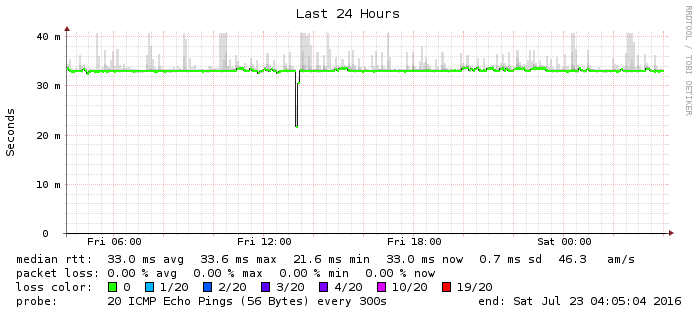 Last 24 Hours
RRDTOOL / TOBI OETIKER
Seconds
40 m
30 m
20 m
10 m
0
Fri 06:00 Fri 12:00 Fri 18:00 Sat 00:00
median rtt: 33.0 ms avg 33.6 ms max 21.6 ms min 33.0 ms now 0.7 ms sd 46.3 am/s
packet loss: 0.00 % avg 0.00 % max 0.00 % min 0.00 % now
loss color: 0 1/20 2/20 3/20 4/20 10/20 19/20
probe: 20 ICMP Echo Pings (56 Bytes) every 300s end: Sat Jul 23 04:05:04 2016